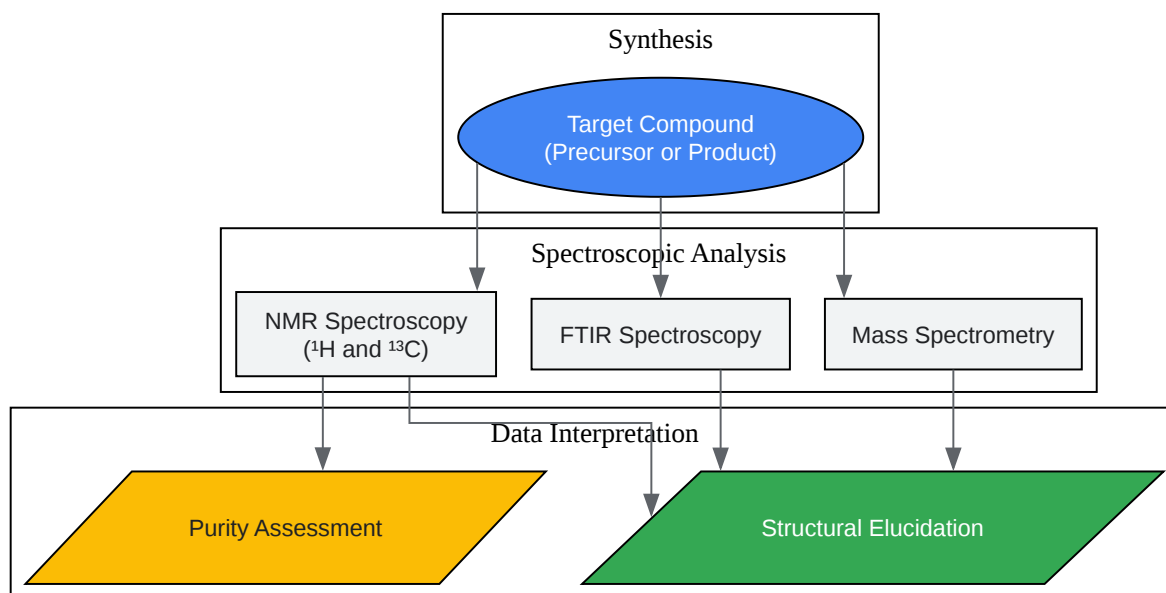 Synthesis
Target Compound
(Precursor or Product)
Spectroscopic Analysis
NMR Spectroscopy
(¹H and ¹³C)
FTIR Spectroscopy
Mass Spectrometry
Data Interpretation
Purity Assessment
Structural Elucidation